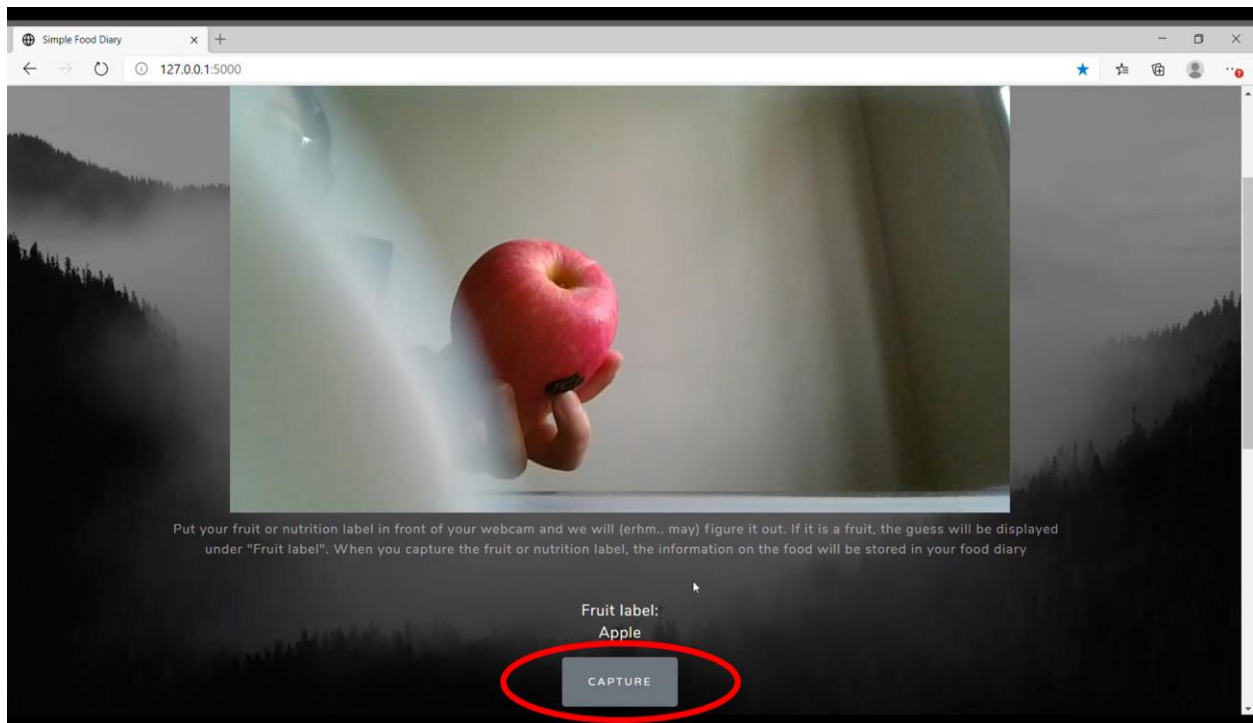 Simple Food Diary
127.0.0.1:5000
Put your fruit or nutrition label in front of your webcam and we will (erhm.. may) figure it out. If it is a fruit, the guess will be displayed
under "Fruit label". When you capture the fruit or nutrition label, the information on the food will be stored in your food diary
Fruit label:
Apple
CAPTURE